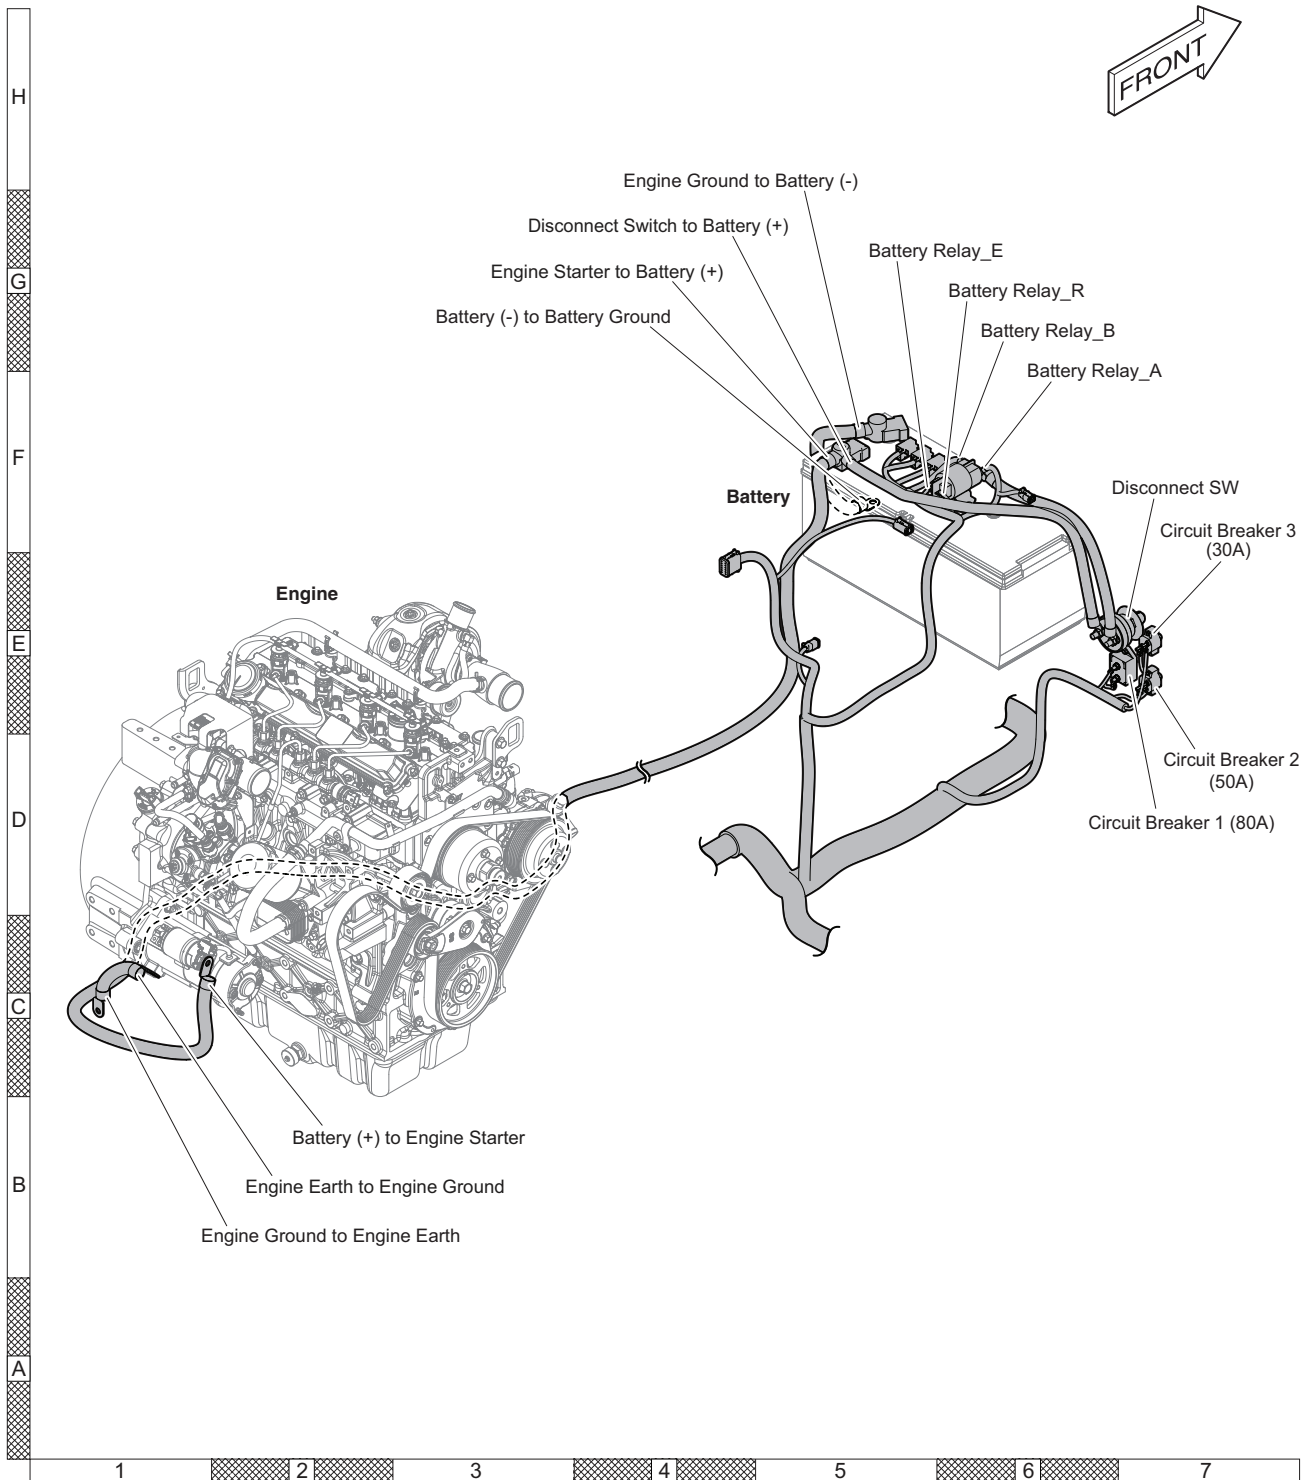 FRONT
H
Engine Ground to Battery (-)
Disconnect Switch to Battery (+)
Battery Relay_E
G
Engine Starter to Battery (+)
Battery Relay_R
Battery (-) to Battery Ground
Battery Relay_B
Battery Relay_A
F
Disconnect SW
Battery
Circuit Breaker 3
(30A)
Engine
E
Circuit Breaker 2
(50A)
D
Circuit Breaker 1 (80A)
C
Battery (+) to Engine Starter
B
Engine Earth to Engine Ground
Engine Ground to Engine Earth
A
1 2 3 4 5 6 7